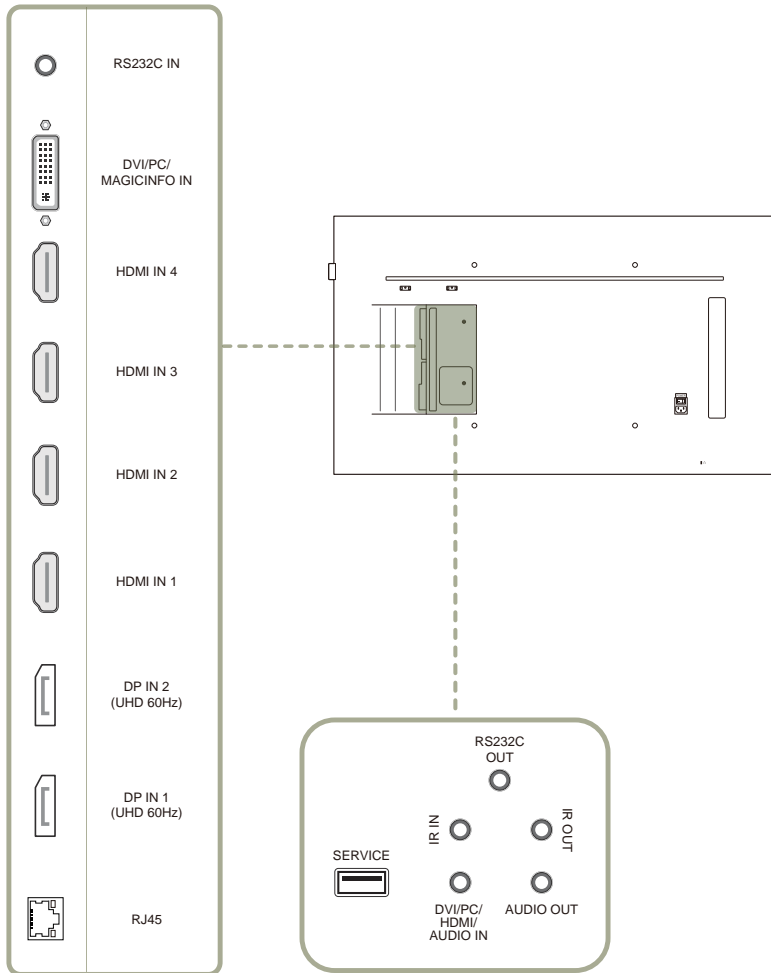 RS232C IN
DVI/PC/
MAGICINFO IN
HDMI IN 4
HDMI IN 3
HDMI IN 2
HDMI IN 1
DP IN 2
(UHD 60Hz)
DP IN 1
(UHD 60Hz)
RJ45
RS232C
OUT
IR IN
IR OUT
SERVICE
DVI/PC/
HDMI/
AUDIO IN
AUDIO OUT